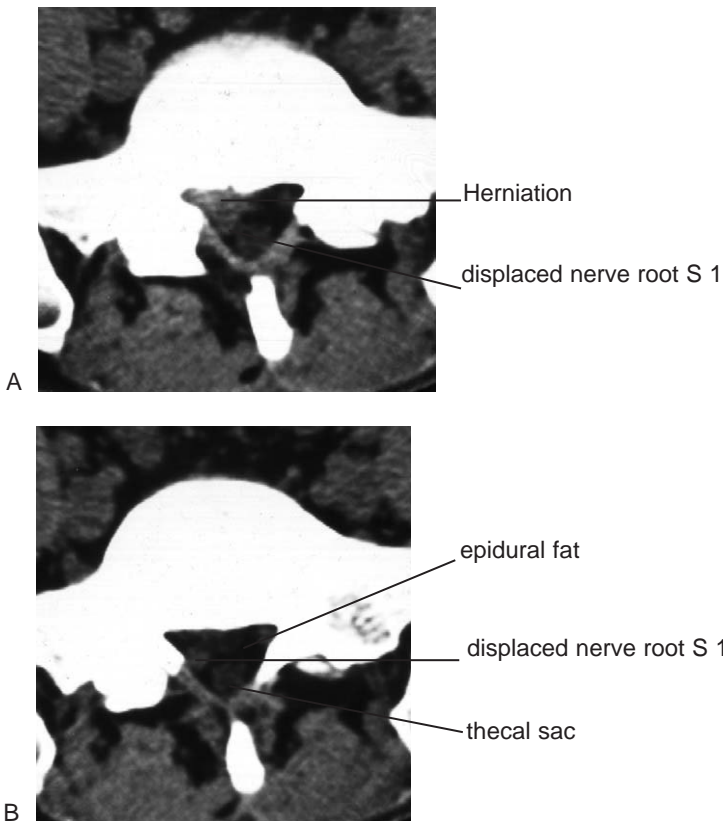 Herniation
displaced nerve root S 1
A
epidural fat
displaced nerve root S 1
thecal sac
B